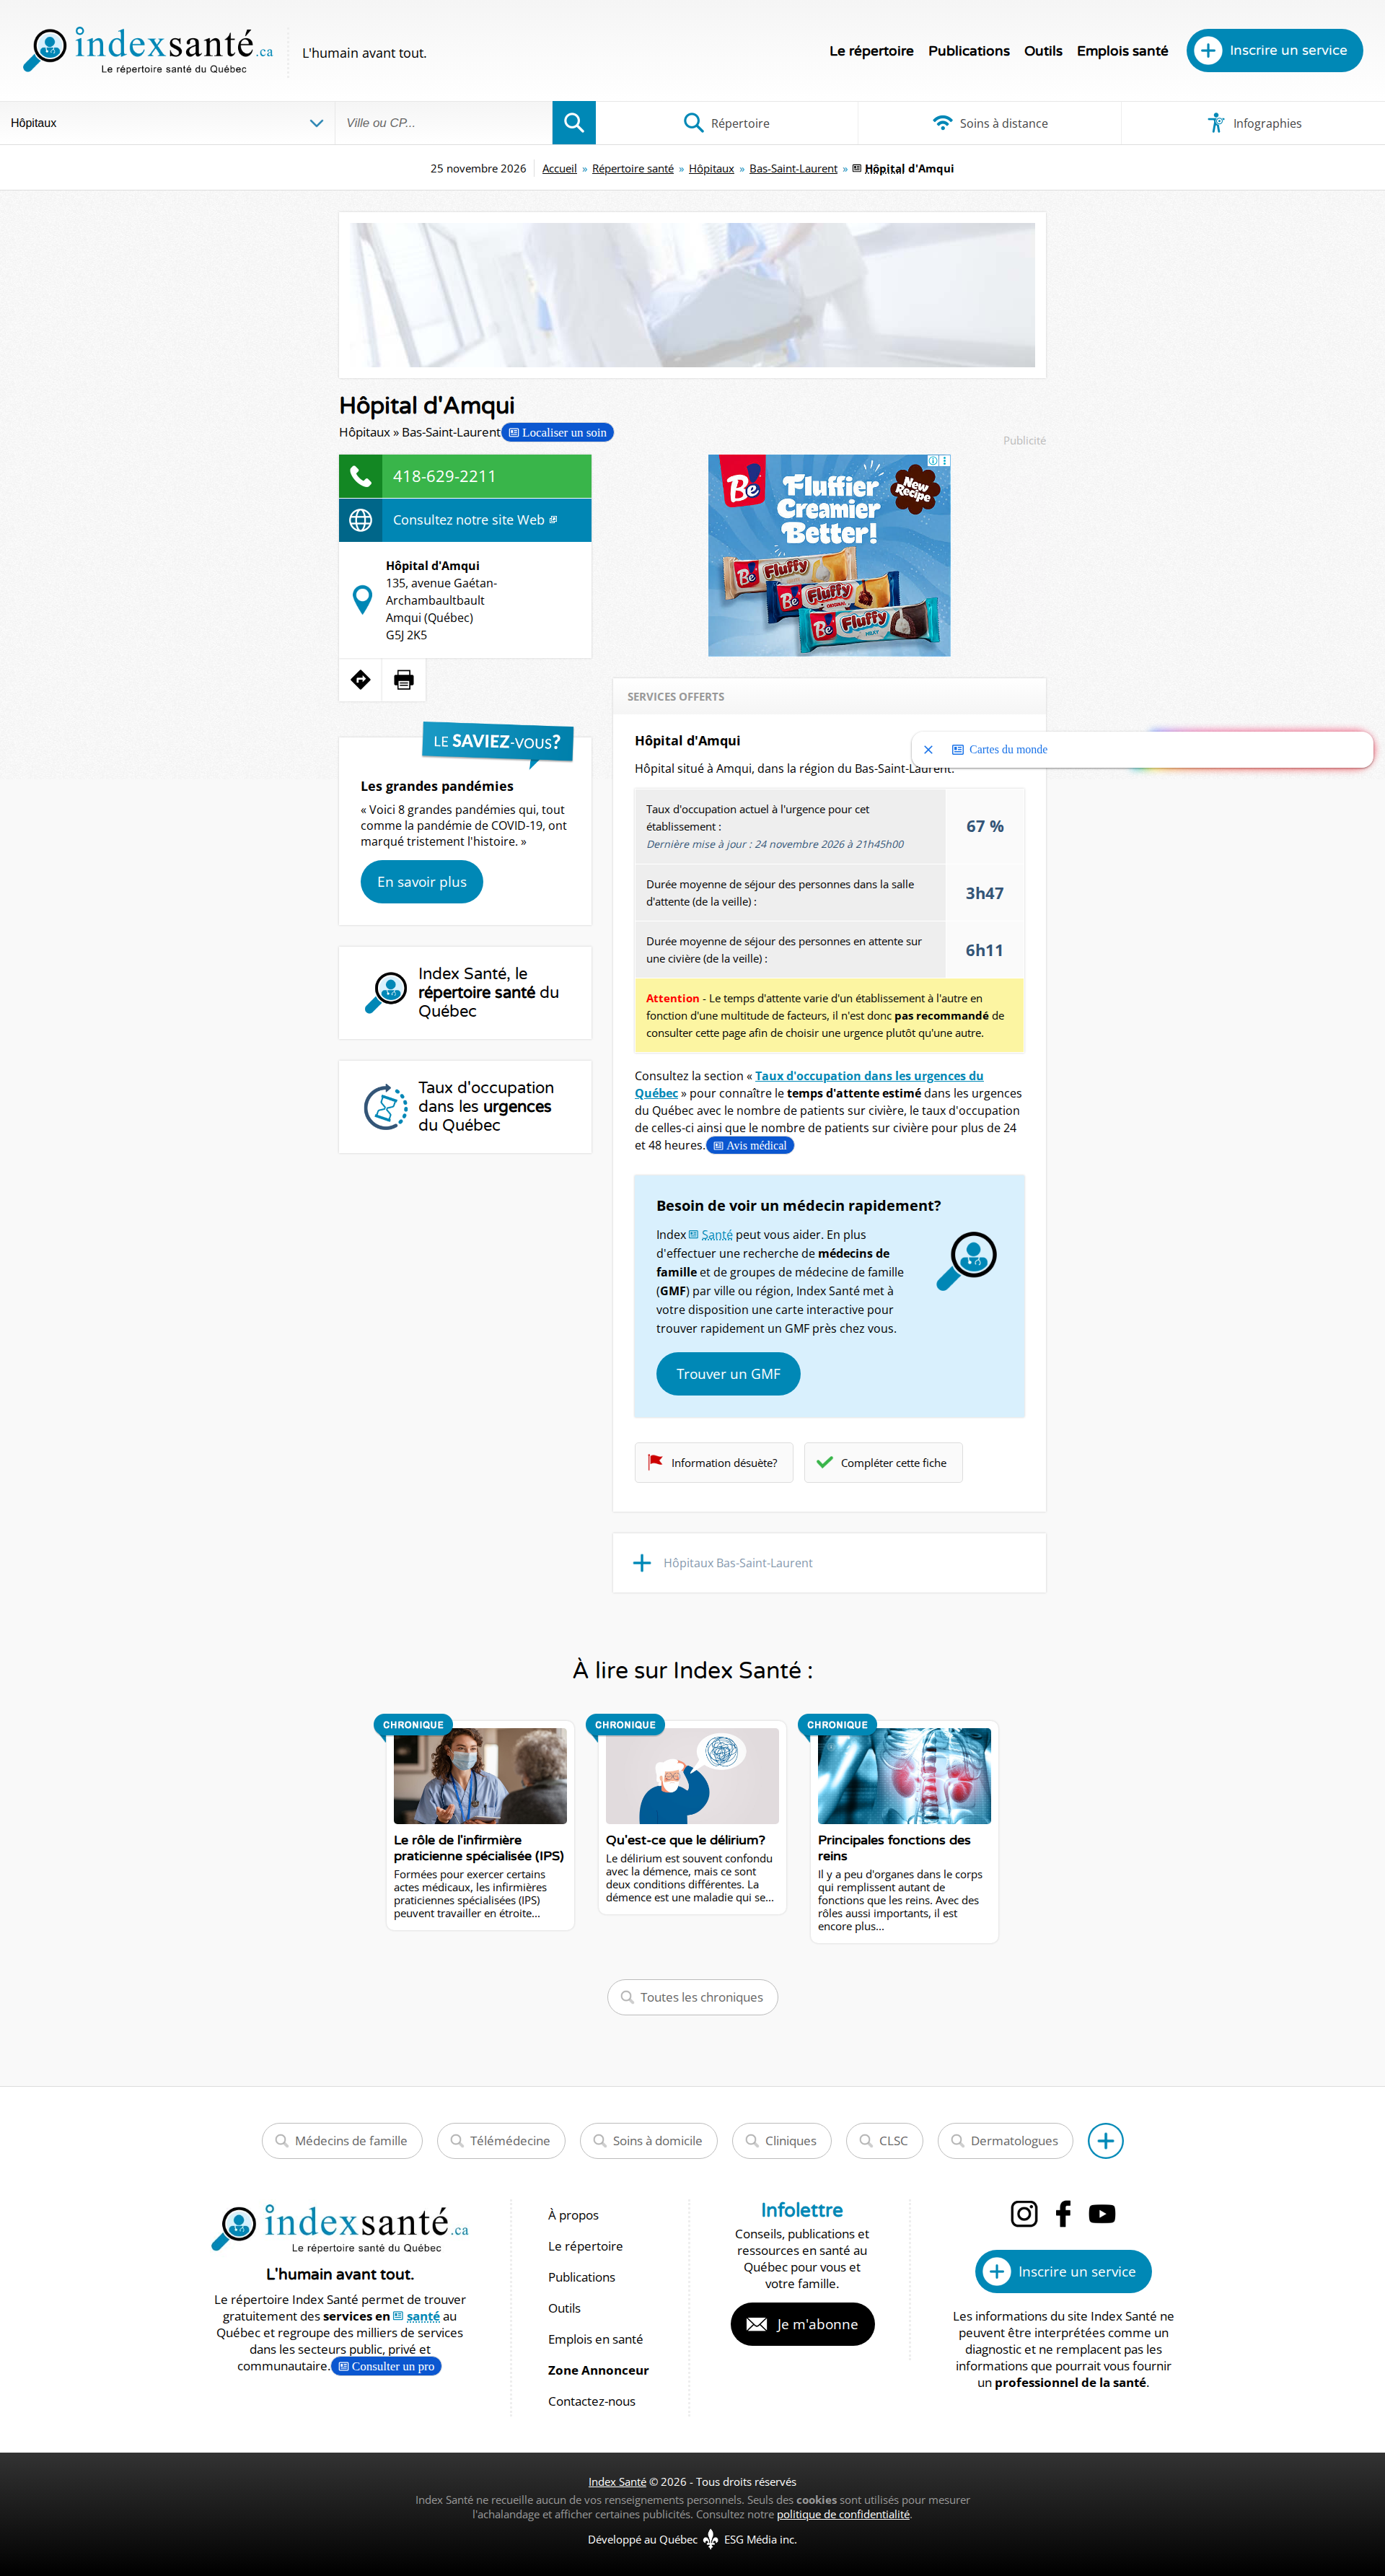 indexsanté.ca
Le répertoire santé du Québec
L'humain avant tout.
Le répertoire
Publications
Outils
Emplois santé
Inscrire un service
Hôpitaux
Ville ou CP...
Répertoire
Soins à distance
Infographies
25 novembre 2026
Accueil » Répertoire santé » Hôpitaux » Bas-Saint-Laurent » Hôpital d'Amqui
Hôpital d'Amqui
Hôpitaux » Bas-Saint-Laurent Localiser un soin
Publicité
418-629-2211
Consultez notre site Web
Hôpital d'Amqui
135, avenue Gaétan-
Archambaultbault
Amqui (Québec)
G5J 2K5
Be
Fluffier
Creamier
Better!
New
Recipe
Be Fluffy
Be Fluffy
ORIGINAL
Be Fluffy
MILKY
LE SAVIEZ-VOUS?
Les grandes pandémies
« Voici 8 grandes pandémies qui, tout
comme la pandémie de COVID-19, ont
marqué tristement l'histoire. »
En savoir plus
Index Santé, le
répertoire santé du
Québec
Taux d'occupation
dans les urgences
du Québec
SERVICES OFFERTS
Hôpital d'Amqui
Hôpital situé à Amqui, dans la région du Bas-Saint-Laurent.
Cartes du monde
Taux d'occupation actuel à l'urgence pour cet
établissement :
Dernière mise à jour : 24 novembre 2026 à 21h45h00
67 %
Durée moyenne de séjour des personnes dans la salle
d'attente (de la veille) :
3h47
Durée moyenne de séjour des personnes en attente sur
une civière (de la veille) :
6h11
Attention - Le temps d'attente varie d'un établissement à l'autre en
fonction d'une multitude de facteurs, il n'est donc pas recommandé de
consulter cette page afin de choisir une urgence plutôt qu'une autre.
Consultez la section « Taux d'occupation dans les urgences du
Québec » pour connaître le temps d'attente estimé dans les urgences
du Québec avec le nombre de patients sur civière, le taux d'occupation
de celles-ci ainsi que le nombre de patients sur civière pour plus de 24
et 48 heures. Avis médical
Besoin de voir un médecin rapidement?
Index Santé peut vous aider. En plus
d'effectuer une recherche de médecins de
famille et de groupes de médecine de famille
(GMF) par ville ou région, Index Santé met à
votre disposition une carte interactive pour
trouver rapidement un GMF près chez vous.
Trouver un GMF
Information désuète?
Compléter cette fiche
Hôpitaux Bas-Saint-Laurent
À lire sur Index Santé :
CHRONIQUE
Le rôle de l'infirmière
praticienne spécialisée (IPS)
Formées pour exercer certains
actes médicaux, les infirmières
praticiennes spécialisées (IPS)
peuvent travailler en étroite...
CHRONIQUE
Qu'est-ce que le délirium?
Le délirium est souvent confondu
avec la démence, mais ce sont
deux conditions différentes. La
démence est une maladie qui se...
CHRONIQUE
Principales fonctions des
reins
Il y a peu d'organes dans le corps
qui remplissent autant de
fonctions que les reins. Avec des
rôles aussi importants, il est
encore plus...
Toutes les chroniques
Médecins de famille
Télémédecine
Soins à domicile
Cliniques
CLSC
Dermatologues
indexsanté.ca
Le répertoire santé du Québec
L'humain avant tout.
Le répertoire Index Santé permet de trouver
gratuitement des services en santé au
Québec et regroupe des milliers de services
dans les secteurs public, privé et
communautaire. Consulter un pro
À propos
Le répertoire
Publications
Outils
Emplois en santé
Zone Annonceur
Contactez-nous
Infolettre
Conseils, publications et
ressources en santé au
Québec pour vous et
votre famille.
Je m'abonne
Inscrire un service
Les informations du site Index Santé ne
peuvent être interprétées comme un
diagnostic et ne remplacent pas les
informations que pourrait vous fournir
un professionnel de la santé.
Index Santé © 2026 - Tous droits réservés
Index Santé ne recueille aucun de vos renseignements personnels. Seuls des cookies sont utilisés pour mesurer
l'achalandage et afficher certaines publicités. Consultez notre politique de confidentialité.
Développé au Québec ESG Média inc.